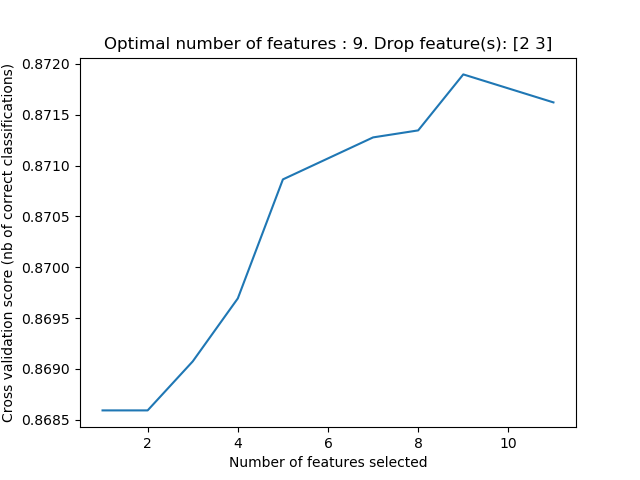 Optimal number of features : 9. Drop feature(s): [2 3]
Cross validation score (nb of correct classifications)
0.8720
0.8715
0.8710
0.8705
0.8700
0.8695
0.8690
0.8685
2 4 6 8 10
Number of features selected